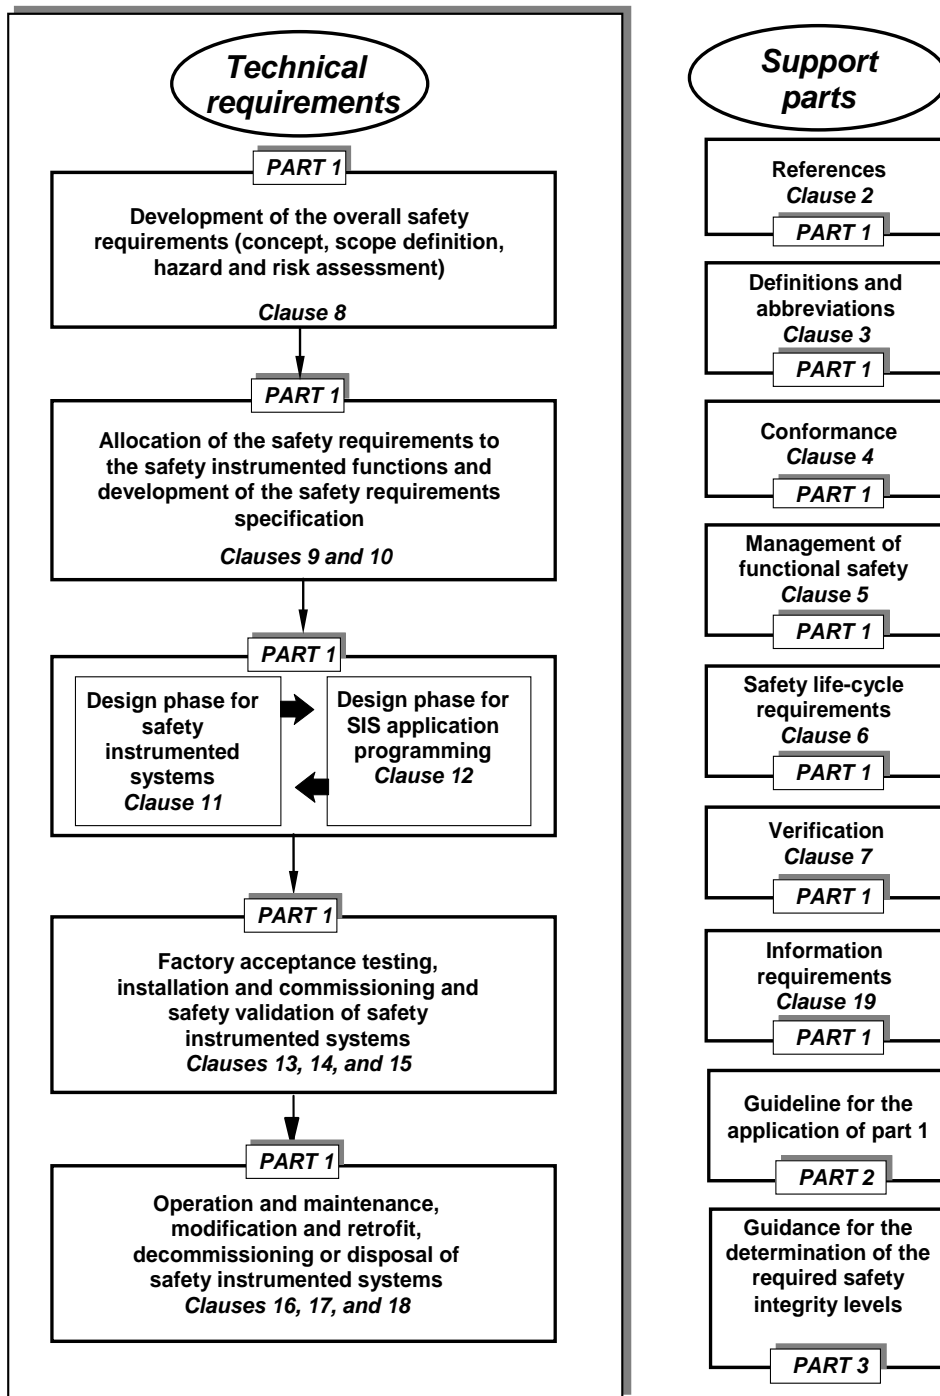 Technical
requirements
PART 1
Development of the overall safety
requirements (concept, scope definition,
hazard and risk assessment)
Clause 8
PART 1
Allocation of the safety requirements to
the safety instrumented functions and
development of the safety requirements
specification
Clauses 9 and 10
PART 1
Design phase for
safety
instrumented
systems
Clause 11
Design phase for
SIS application
programming
Clause 12
PART 1
Factory acceptance testing,
installation and commissioning and
safety validation of safety
instrumented systems
Clauses 13, 14, and 15
PART 1
Operation and maintenance,
modification and retrofit,
decommissioning or disposal of
safety instrumented systems
Clauses 16, 17, and 18
Support
parts
References
Clause 2
PART 1
Definitions and
abbreviations
Clause 3
PART 1
Conformance
Clause 4
PART 1
Management of
functional safety
Clause 5
PART 1
Safety life-cycle
requirements
Clause 6
PART 1
Verification
Clause 7
PART 1
Information
requirements
Clause 19
PART 1
Guideline for the
application of part 1
PART 2
Guidance for the
determination of the
required safety
integrity levels
PART 3